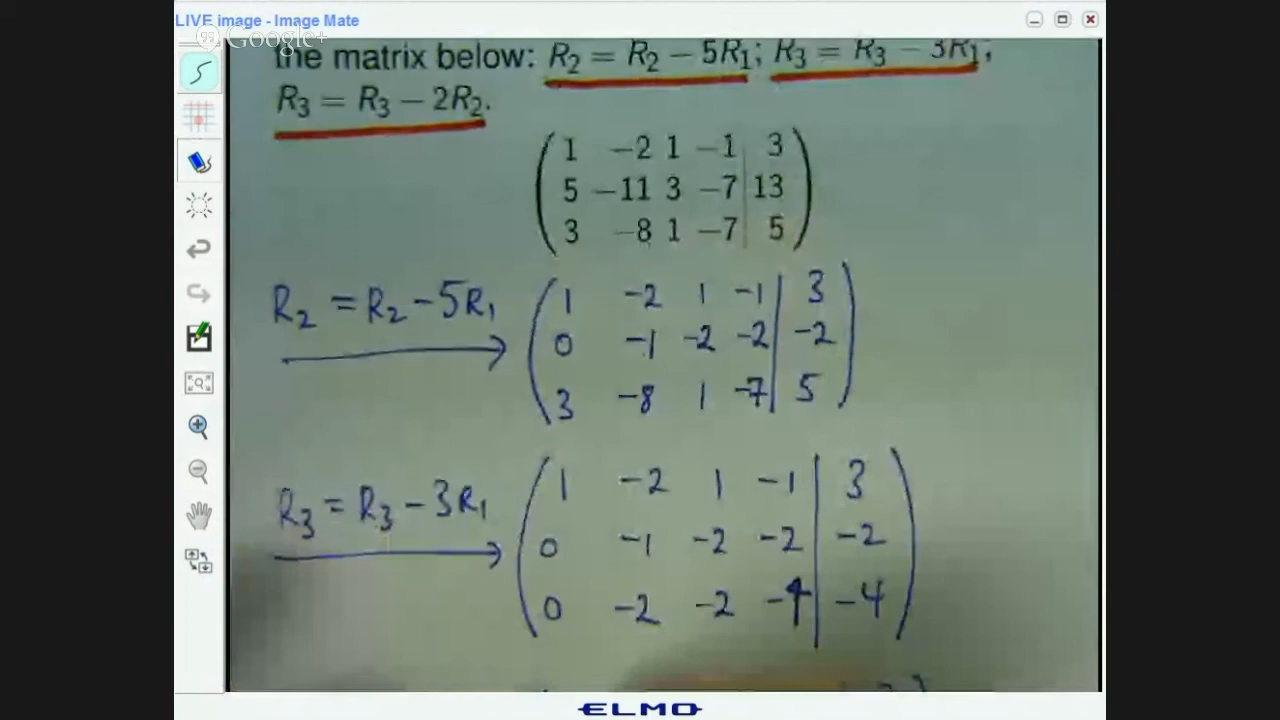 LIVE image - Image Mate
Google+
the matrix below: R₂ = R₂ − 5R₁; R₃ = R₃ − 3R₁;
R₃ = R₃ − 2R₂.
1 −2 1 −1 3
5 −11 3 −7 13
3 −8 1 −7 5
R₂ = R₂ − 5R₁
1 −2 1 −1 | 3
0 −1 −2 −2 | −2
3 −8 1 −7 | 5
R₃ = R₃ − 3R₁
1 −2 1 −1 | 3
0 −1 −2 −2 | −2
0 −2 −2 −4 | −4
ELMO